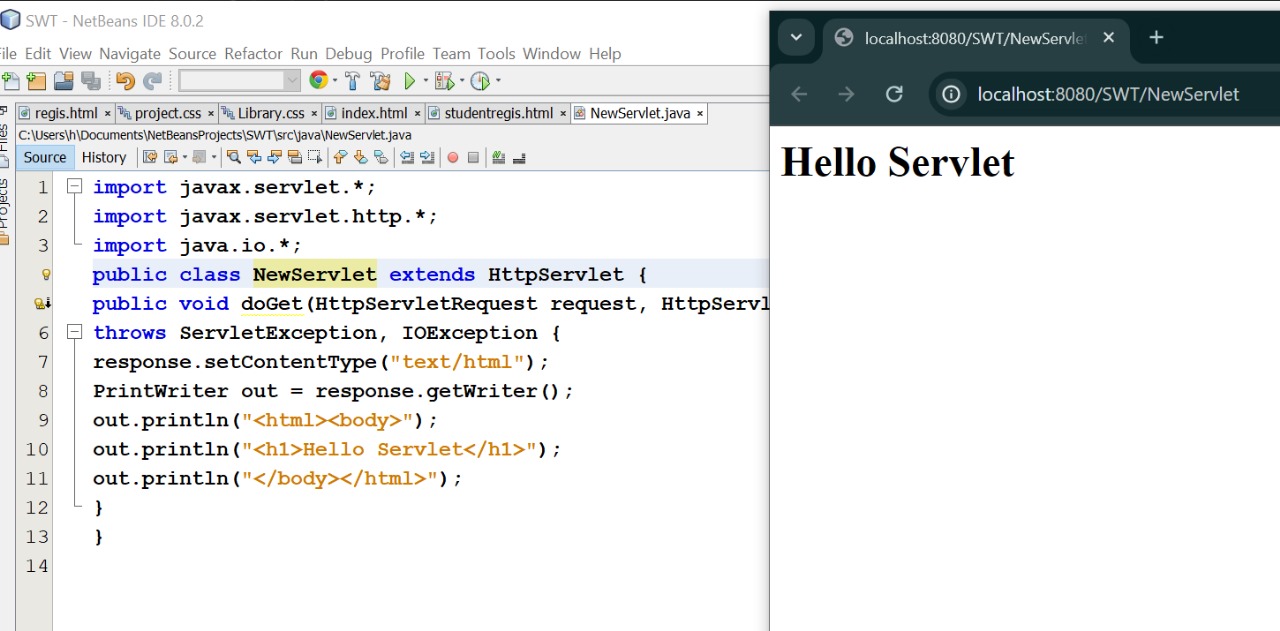 SWT - NetBeans IDE 8.0.2
ile Edit View Navigate Source Refactor Run Debug Profile Team Tools Window Help
regis.html × project.css × Library.css × index.html × studentregis.html × NewServlet.java ×
C:\Users\h\Documents\NetBeansProjects\SWT\src\java\NewServlet.java
Source History
Files
Projects
1 import javax.servlet.*;
2 import javax.servlet.http.*;
3 import java.io.*;
public class NewServlet extends HttpServlet {
public void doGet(HttpServletRequest request, HttpServl
6 throws ServletException, IOException {
7 response.setContentType("text/html");
8 PrintWriter out = response.getWriter();
9 out.println("<html><body>");
10 out.println("<h1>Hello Servlet</h1>");
11 out.println("</body></html>");
12 }
13 }
14
localhost:8080/SWT/NewServle
localhost:8080/SWT/NewServlet
Hello Servlet